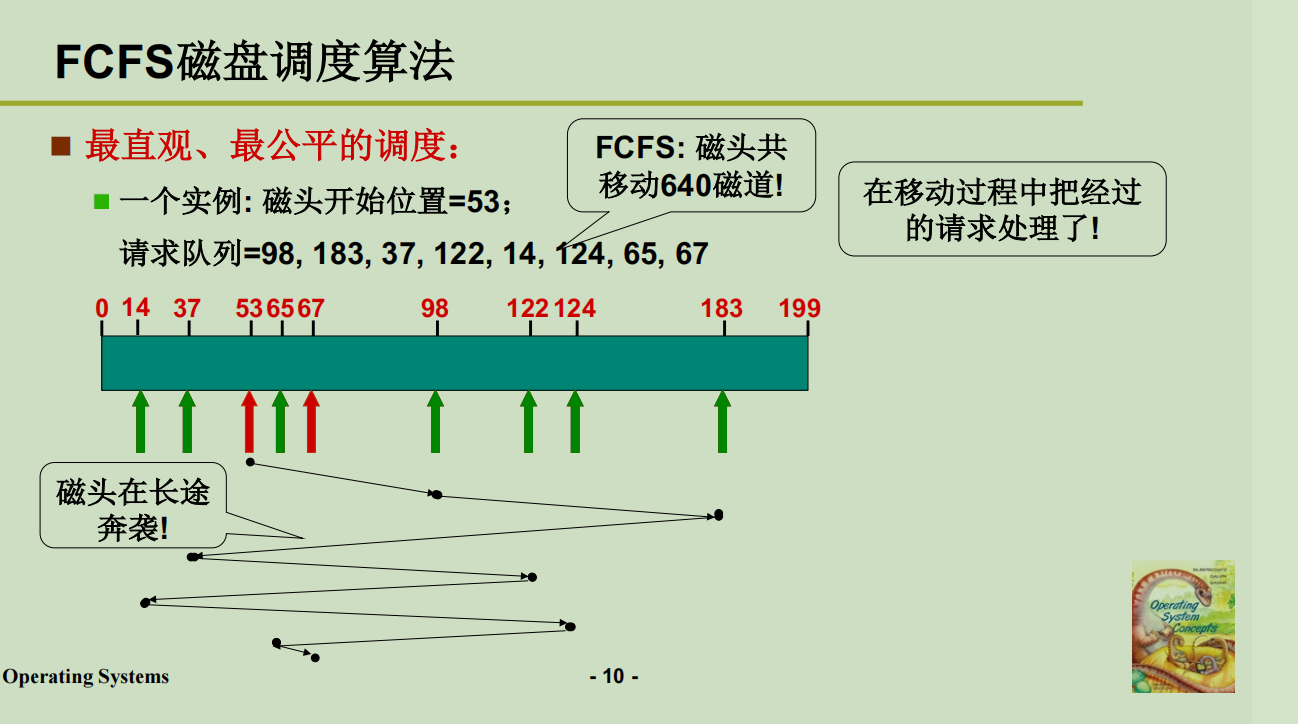 FCFS磁盘调度算法
最直观、最公平的调度：
FCFS: 磁头共
移动640磁道!
在移动过程中把经过
的请求处理了!
一个实例: 磁头开始位置=53；
请求队列=98, 183, 37, 122, 14, 124, 65, 67
0 14 37 53 65 67 98 122 124 183 199
磁头在长途
奔袭!
Operating
System
Concepts
Operating Systems
- 10 -